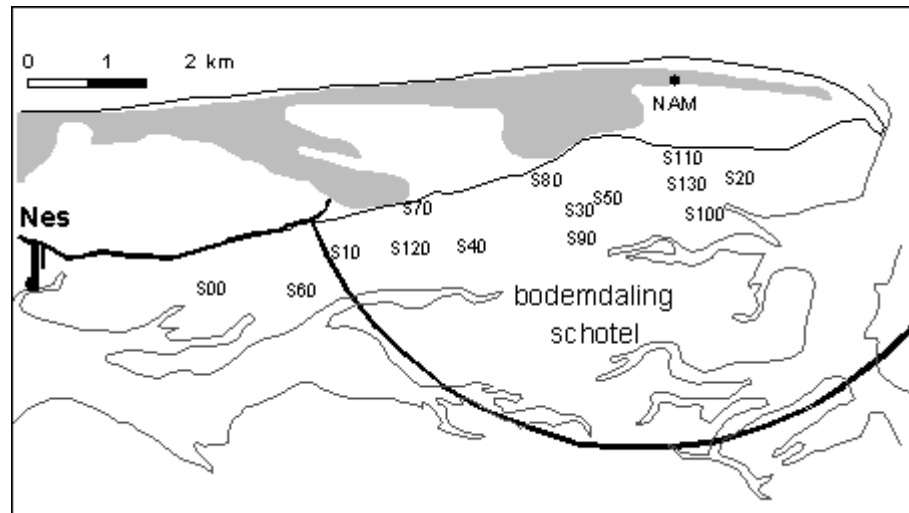 0 1 2 km
NAM
S110
S80 S130 S20
S50
S70 S30 S100
Nes
S90
S10 S120 S40
S00 S60
bodemdaling
schotel